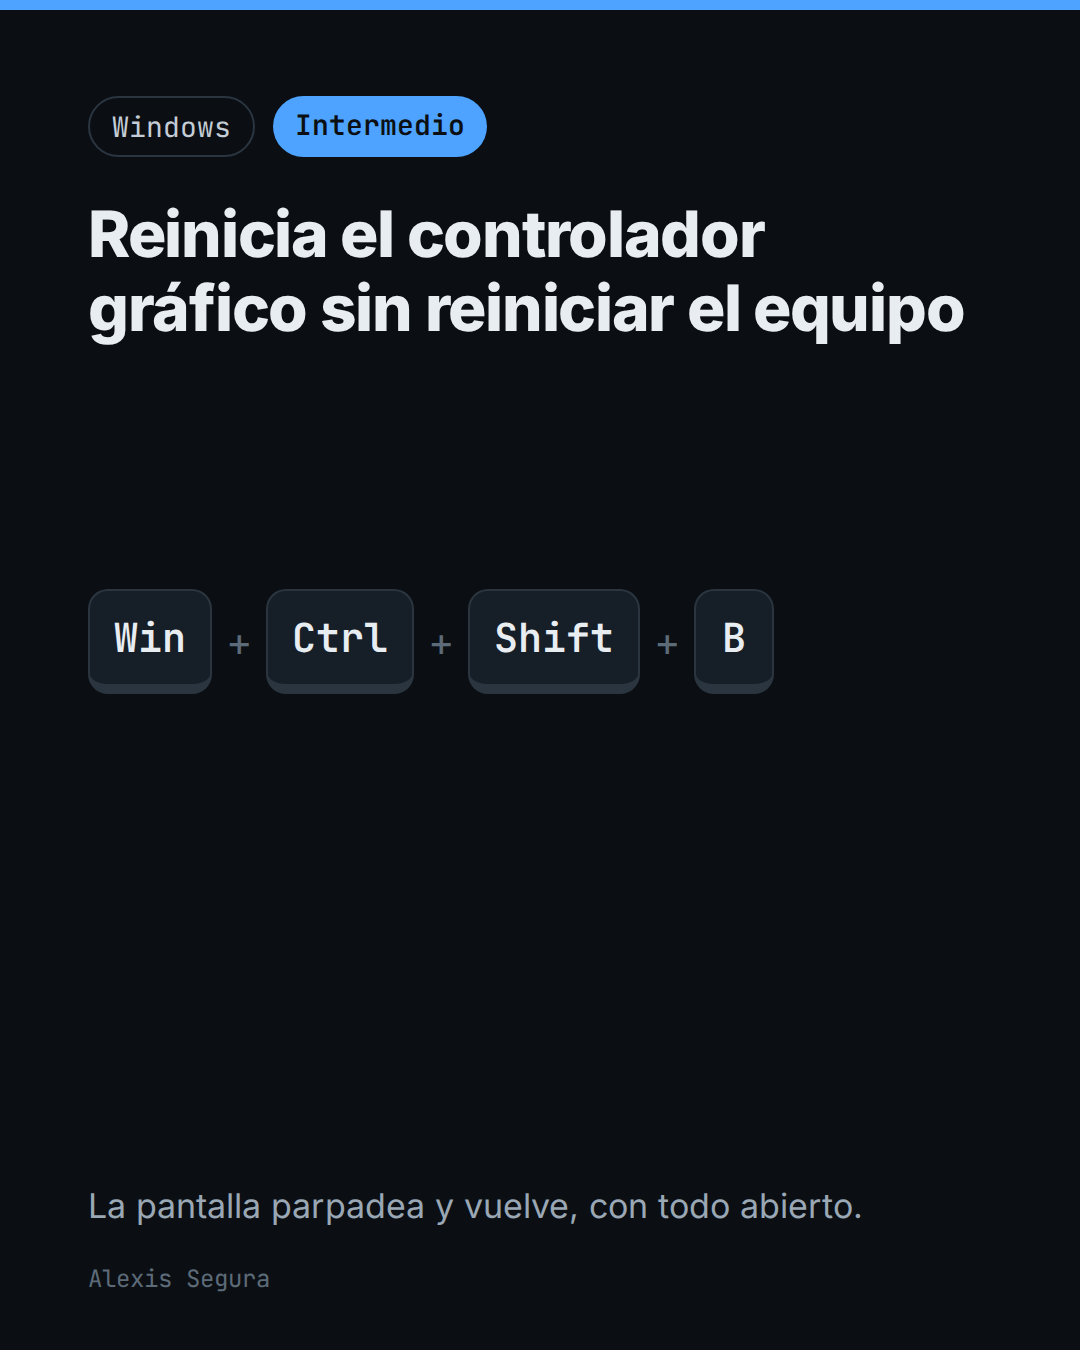 Windows Intermedio
Reinicia el controlador
gráfico sin reiniciar el equipo
Win + Ctrl + Shift + B
La pantalla parpadea y vuelve, con todo abierto.
Alexis Segura